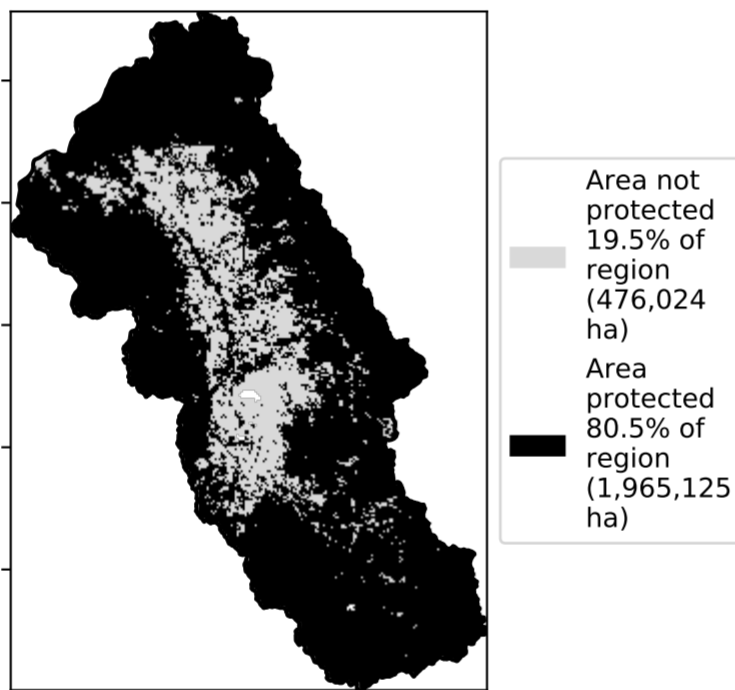 Area not
protected
19.5% of
region
(476,024
ha)
Area
protected
80.5% of
region
(1,965,125
ha)